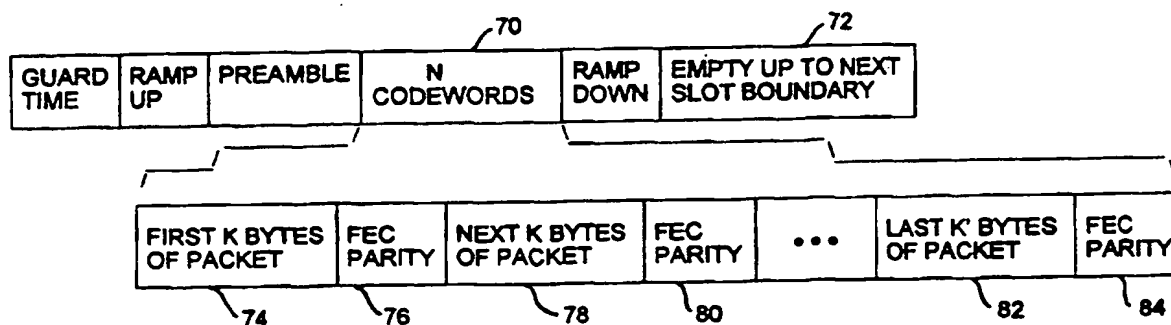 70
72
GUARD TIME
RAMP UP
PREAMBLE
N CODEWORDS
RAMP DOWN
EMPTY UP TO NEXT SLOT BOUNDARY
FIRST K BYTES OF PACKET
FEC PARITY
NEXT K BYTES OF PACKET
FEC PARITY
•••
LAST K' BYTES OF PACKET
FEC PARITY
74
76
78
80
82
84